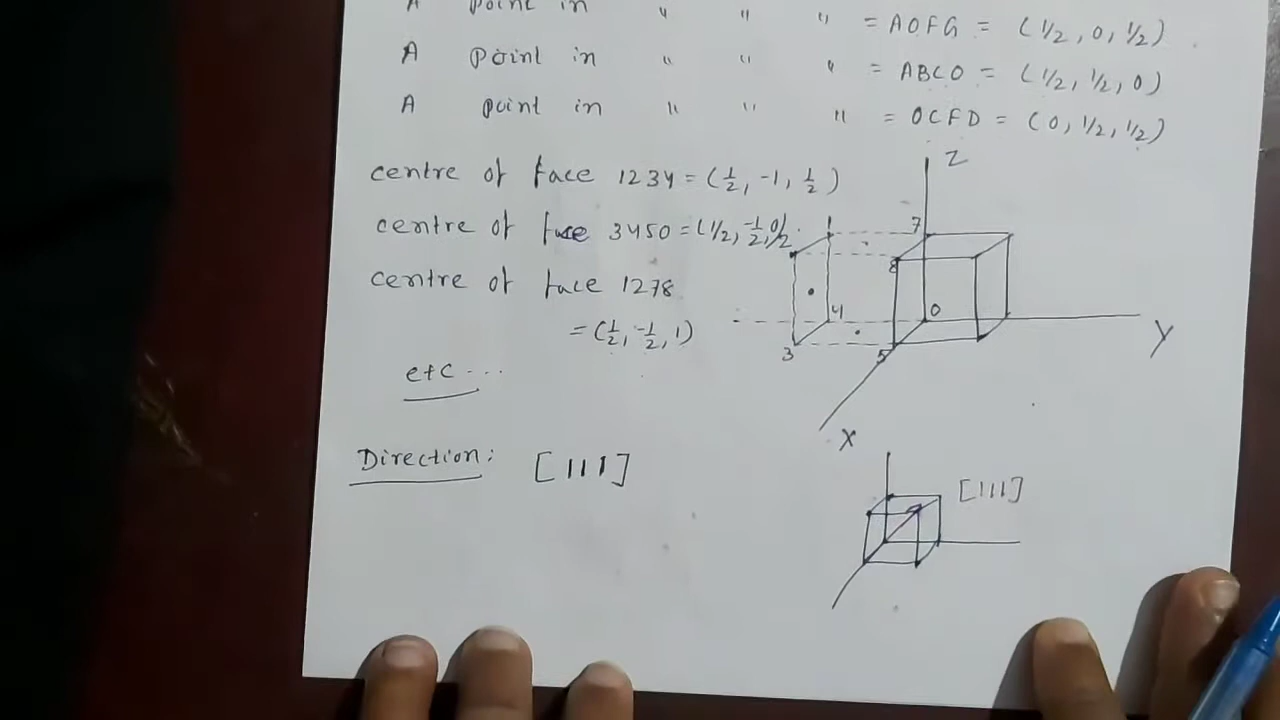 A point in " " " = AOFG = (1/2, 0, 1/2)
A point in " " " = ABCO = (1/2, 1/2, 0)
A point in " " " = OCFD = (0, 1/2, 1/2)
centre of face 1234 = (1/2, -1, 1/2)
centre of face 3450 = (1/2, -1/2, 0/2
centre of face 1278
= (1/2, -1/2, 1)
etc...
Direction: [111]
Z
7
1
8
4
0
3
5
Y
X
[111]